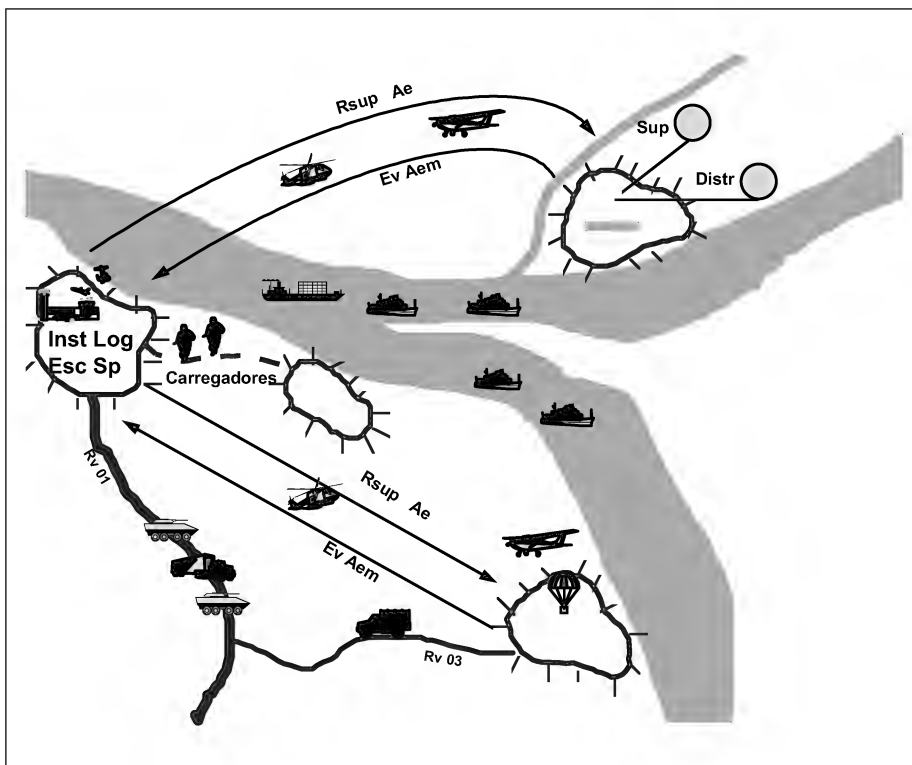 Rsup Ae
Sup
Ev Aem
Distr
Inst Log
Esc Sp
Carregadores
Rv 01
Rsup Ae
Ev Aem
Rv 03